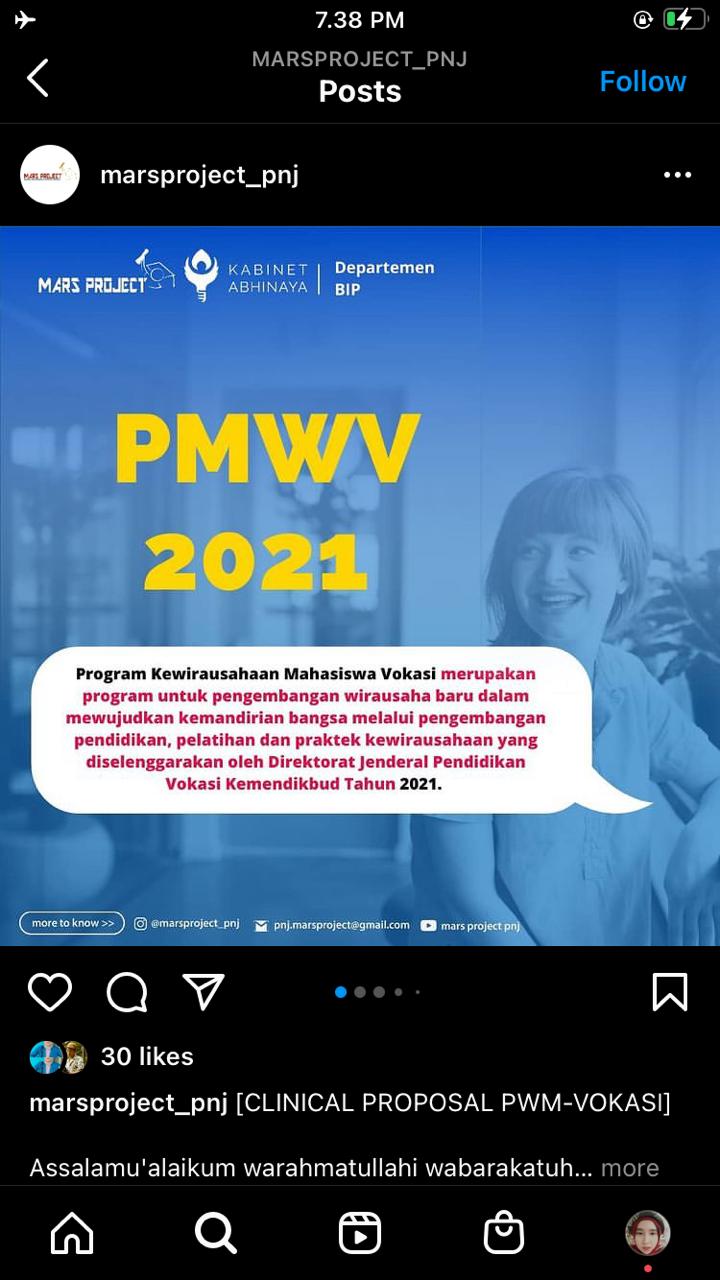 7.38 PM
MARSPROJECT_PNJ
Posts
Follow
MARS PROJECT
marsproject_pnj
MARS PROJECT
KABINET
ABHINAYA
Departemen
BIP
PMWV
2021
Program Kewirausahaan Mahasiswa Vokasi merupakan
program untuk pengembangan wirausaha baru dalam
mewujudkan kemandirian bangsa melalui pengembangan
pendidikan, pelatihan dan praktek kewirausahaan yang
diselenggarakan oleh Direktorat Jenderal Pendidikan
Vokasi Kemendikbud Tahun 2021.
more to know >>
@marsproject_pnj
pnj.marsproject@gmail.com
mars project pnj
30 likes
marsproject_pnj [CLINICAL PROPOSAL PWM-VOKASI]
Assalamu'alaikum warahmatullahi wabarakatuh... more